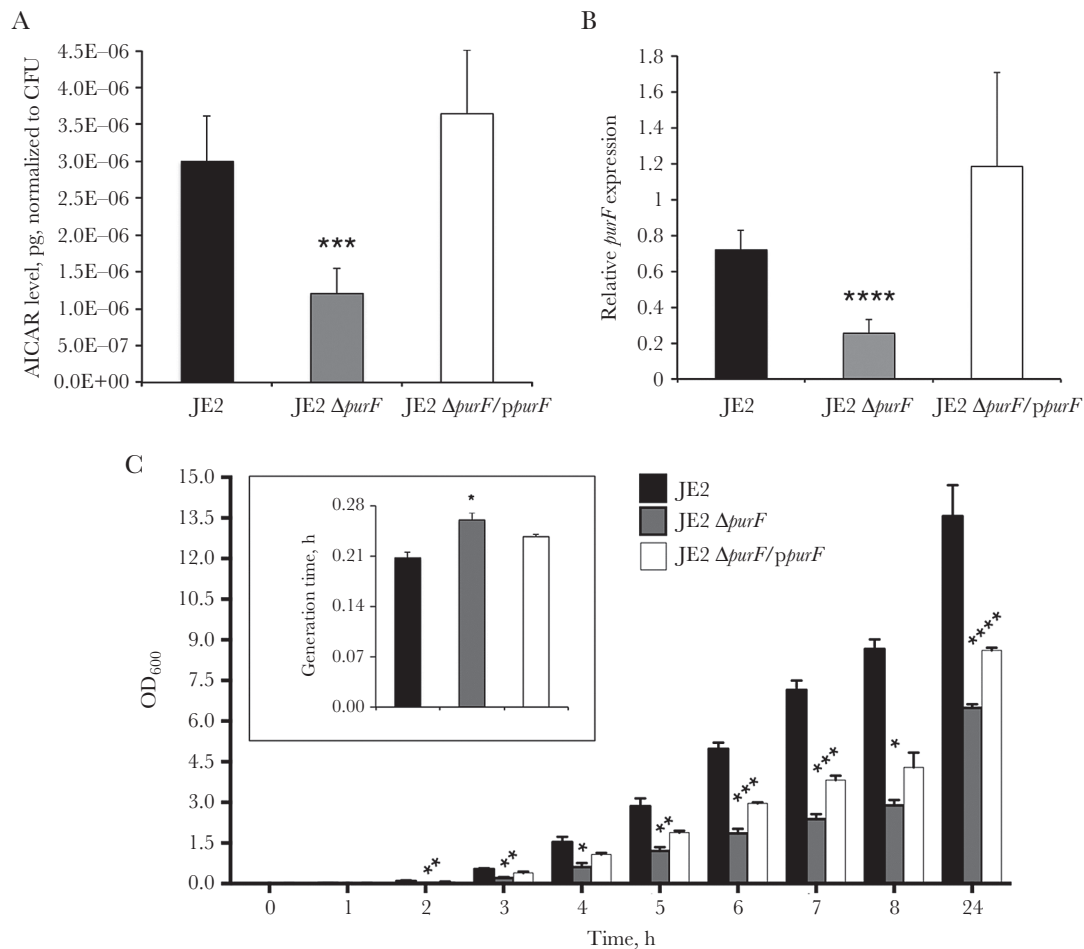 A
AICAR level, pg, normalized to CFU
4.5E–06
4.0E–06
3.5E–06
3.0E–06
2.5E–06
2.0E–06
1.5E–06
1.0E–06
5.0E–07
0.0E+00
***
JE2
JE2 ΔpurF
JE2 ΔpurF/ppurF
B
Relative purF expression
1.8
1.6
1.4
1.2
1
0.8
0.6
0.4
0.2
0
****
JE2
JE2 ΔpurF
JE2 ΔpurF/ppurF
C
OD600
15.0
13.5
12.0
10.5
9.0
7.5
6.0
4.5
3.0
1.5
0.0
Generation time, h
0.28
0.21
0.14
0.07
0.00
*
JE2
JE2 ΔpurF
JE2 ΔpurF/ppurF
**
**
*
**
***
***
*
****
0 1 2 3 4 5 6 7 8 24
Time, h